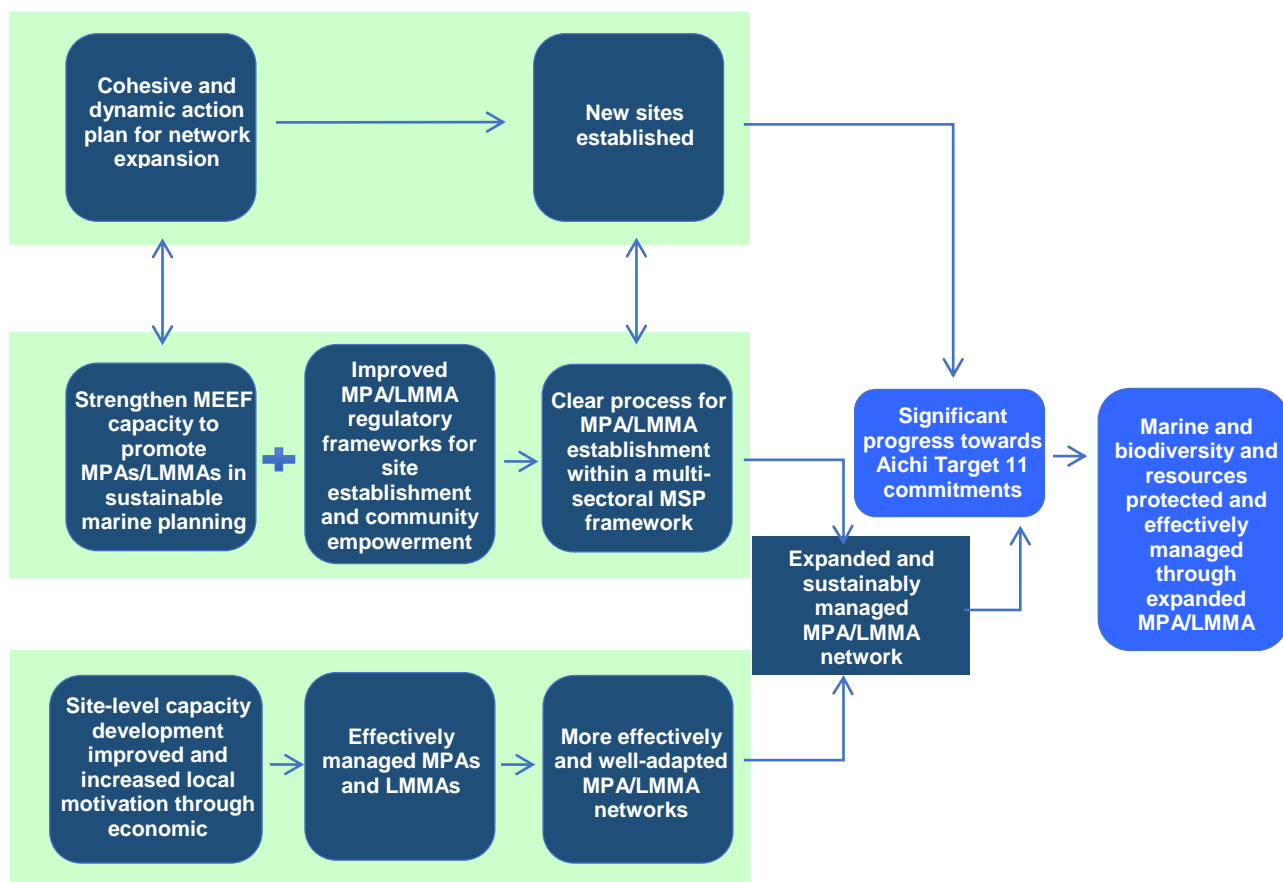 Cohesive and
dynamic action
plan for network
expansion
New sites
established
Strengthen MEEF
capacity to
promote
MPAs/LMMAs in
sustainable
marine planning
Improved
MPA/LMMA
regulatory
frameworks for
site
establishment
and community
empowerment
Clear process for
MPA/LMMA
establishment
within a multi-
sectoral MSP
framework
Significant
progress towards
Aichi Target 11
commitments
Marine and
biodiversity and
resources
protected and
effectively
managed
through
expanded
MPA/LMMA
Expanded and
sustainably
managed
MPA/LMMA
network
Site-level capacity
development
improved and
increased local
motivation through
economic
Effectively
managed MPAs
and LMMAs
More effectively
and well-adapted
MPA/LMMA
networks